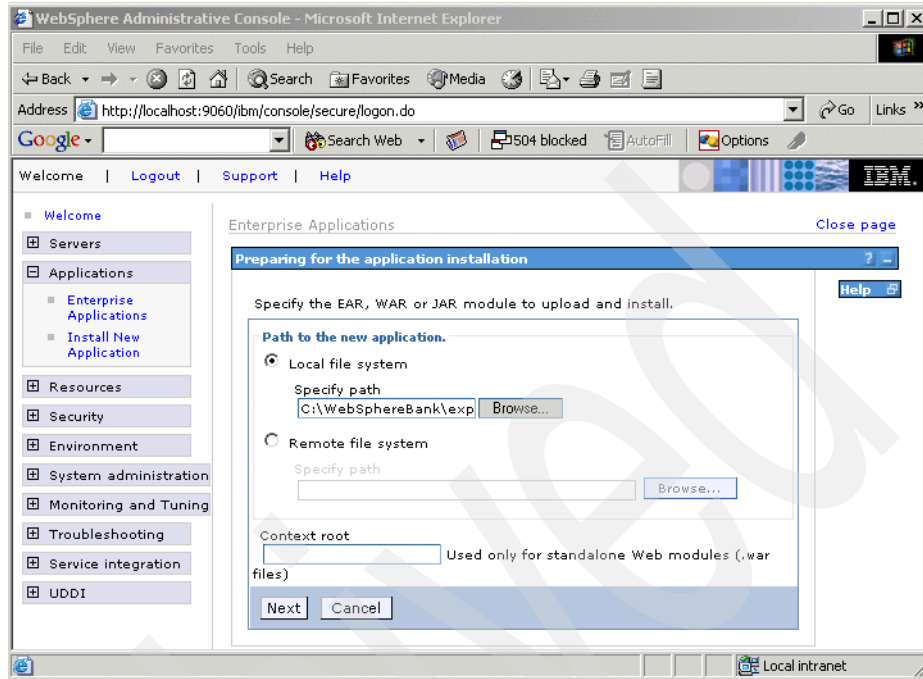 WebSphere Administrative Console - Microsoft Internet Explorer
File Edit View Favorites Tools Help
Back Search Favorites Media
Address http://localhost:9060/ibm/console/secure/logon.do Go Links »
Google Search Web 504 blocked AutoFill Options
Welcome | Logout | Support | Help IBM.
Welcome
Servers
Applications
Enterprise
Applications
Install New
Application
Resources
Security
Environment
System administration
Monitoring and Tuning
Troubleshooting
Service integration
UDDI
Enterprise Applications Close page
Preparing for the application installation ? –
Help
Specify the EAR, WAR or JAR module to upload and install.
Path to the new application.
Local file system
Specify path
C:\WebSphereBank\exp Browse...
Remote file system
Specify path
Browse...
Context root
Used only for standalone Web modules (.war
files)
Next Cancel
Local intranet